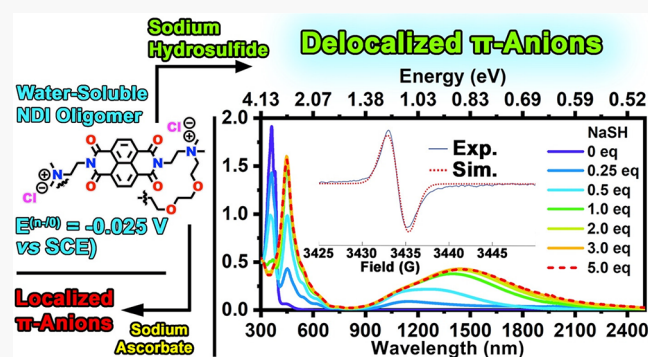 Sodium
Hydrosulfide
Delocalized π-Anions
Water-Soluble
NDI Oligomer
Cl
⊖
N
⊕
O
O
N
N
O
O
N
⊕
Cl
⊖
O
O
E(n-/0) = -0.025 V
vs SCE)
Localized
π-Anions
Sodium
Ascorbate
Energy (eV)
4.13 2.07 1.38 1.03 0.83 0.69 0.59 0.52
2.0
1.5
1.0
0.5
0.0
Exp.
Sim.
3425 3433 3440 3445
Field (G)
NaSH
0 eq
0.25 eq
0.5 eq
1.0 eq
2.0 eq
3.0 eq
5.0 eq
300 600 900 1200 1500 1800 2100 2400
Wavelength (nm)